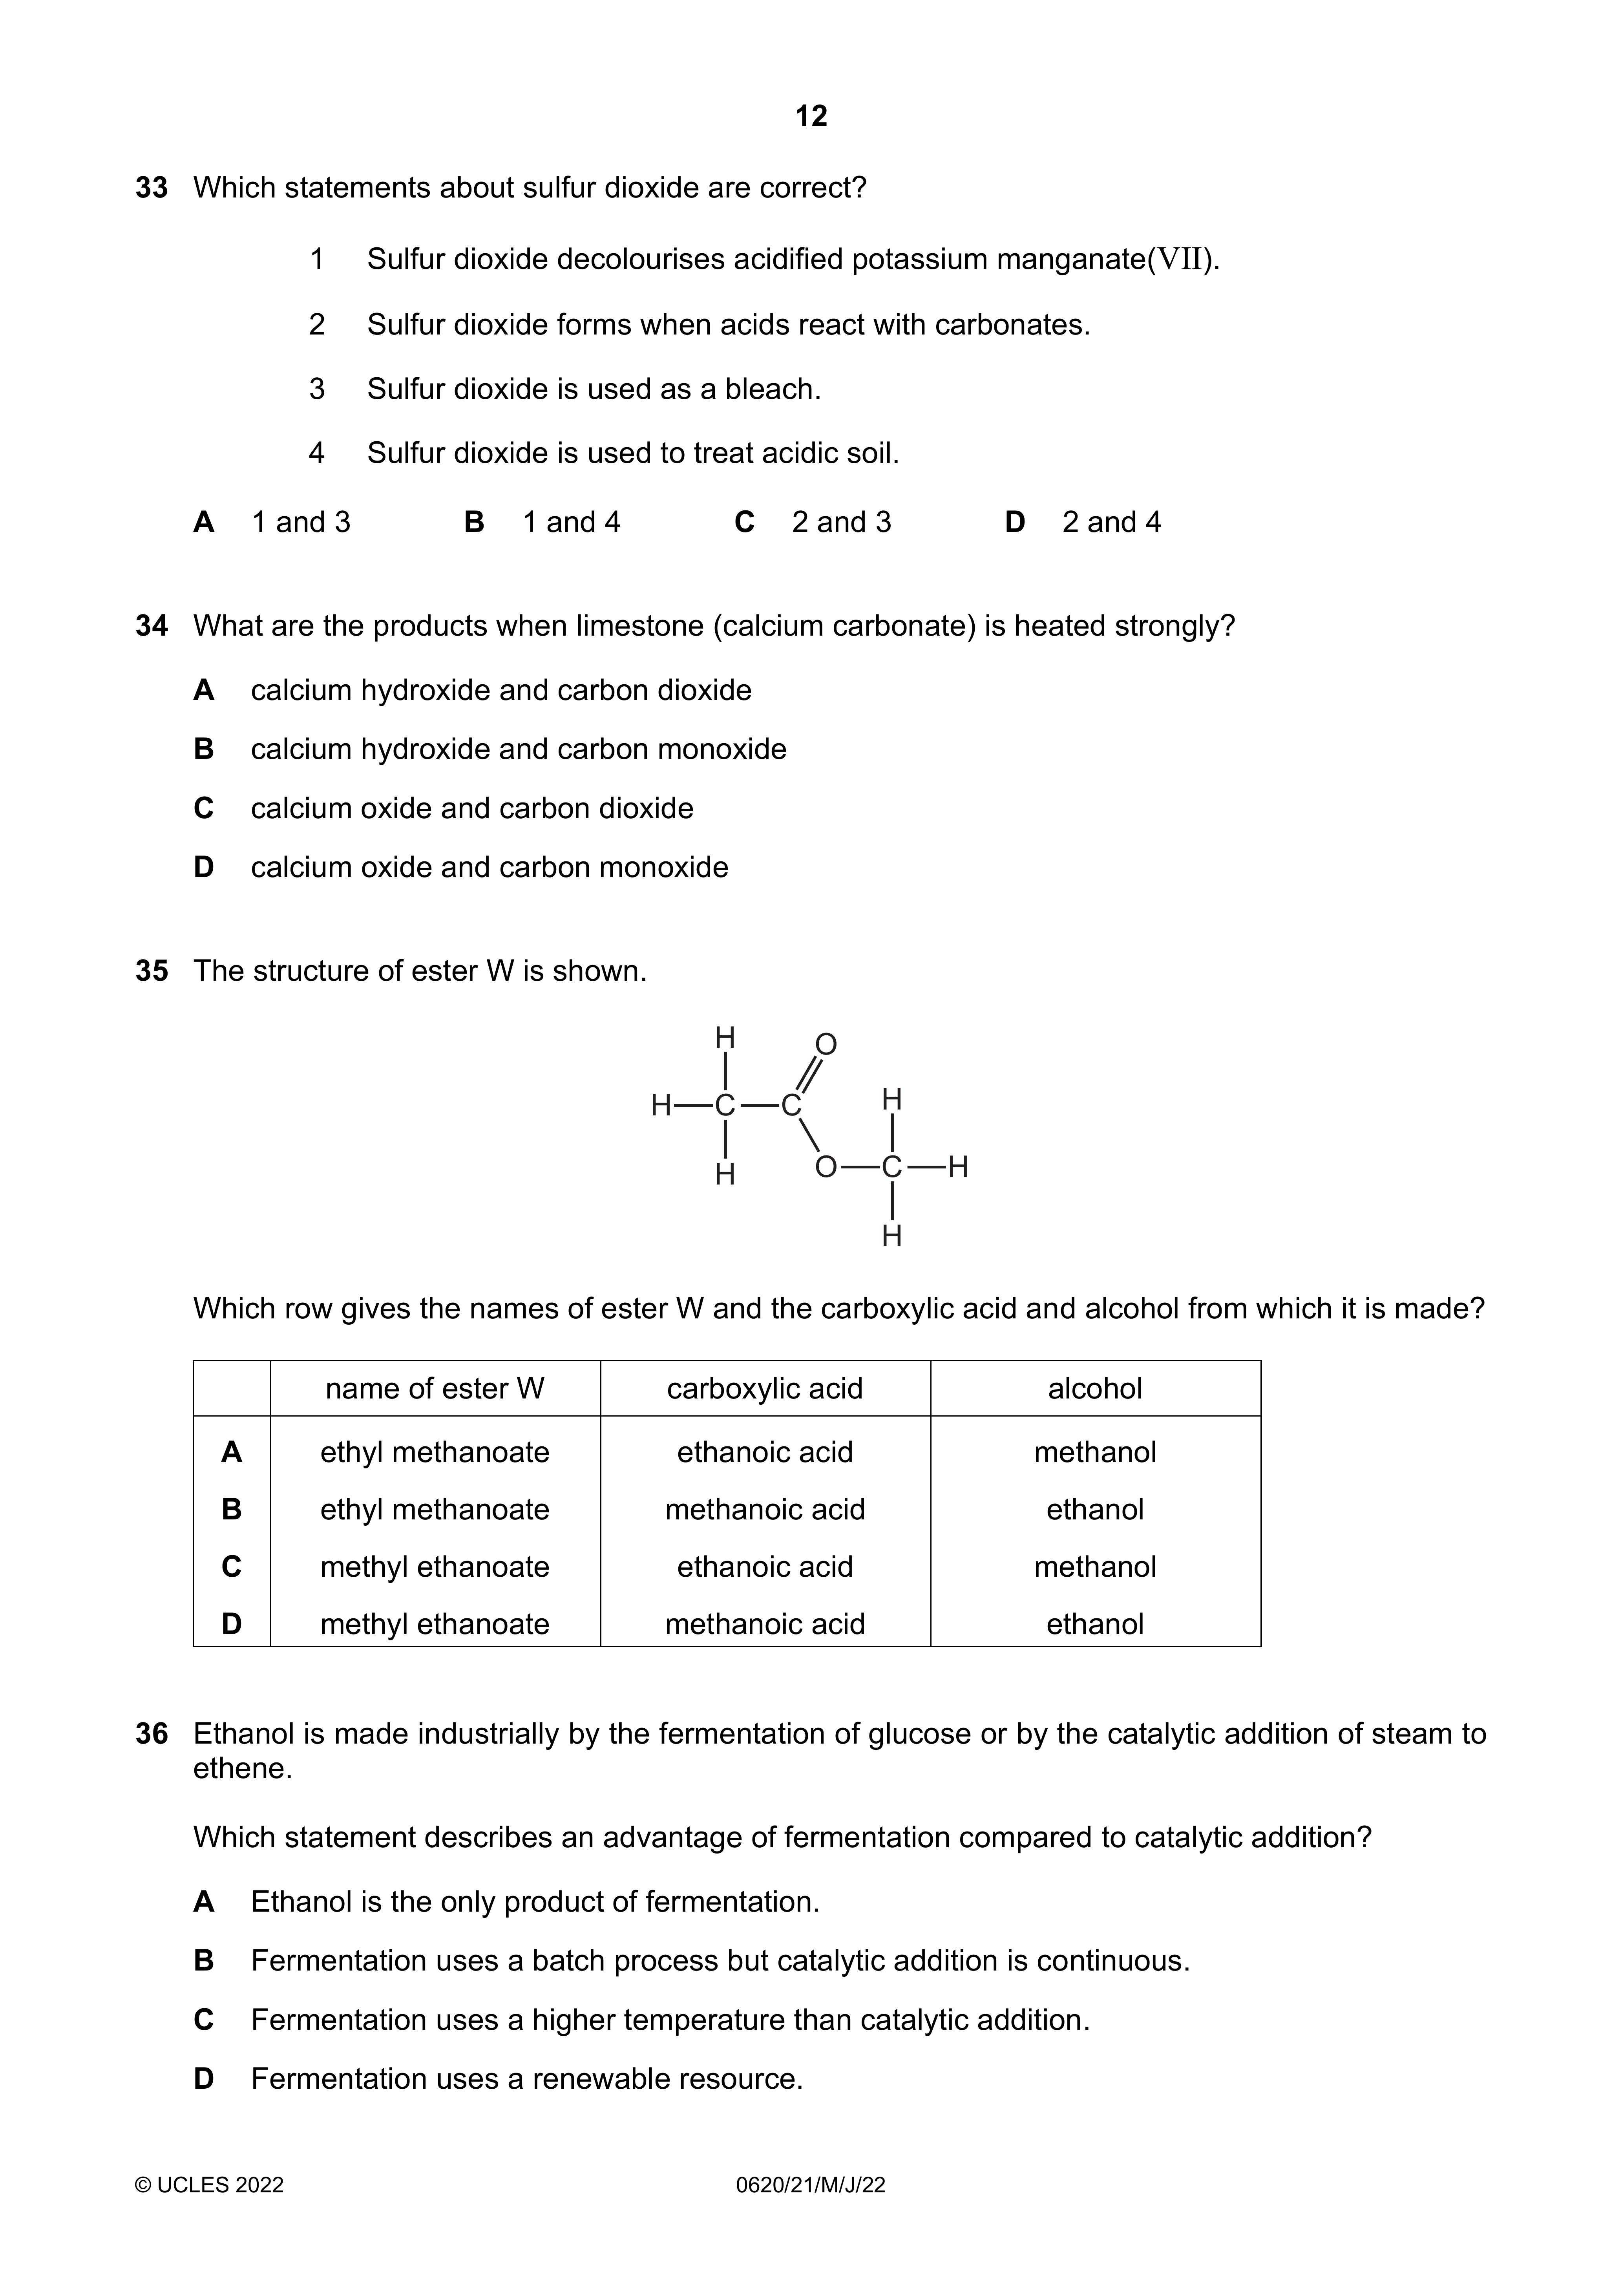 12
33 Which statements about sulfur dioxide are correct?
1 Sulfur dioxide decolourises acidified potassium manganate(VII).
2 Sulfur dioxide forms when acids react with carbonates.
3 Sulfur dioxide is used as a bleach.
4 Sulfur dioxide is used to treat acidic soil.
A 1 and 3 B 1 and 4 C 2 and 3 D 2 and 4
34 What are the products when limestone (calcium carbonate) is heated strongly?
A calcium hydroxide and carbon dioxide
B calcium hydroxide and carbon monoxide
C calcium oxide and carbon dioxide
D calcium oxide and carbon monoxide
35 The structure of ester W is shown.
H O
H C C H
H O C H
H
Which row gives the names of ester W and the carboxylic acid and alcohol from which it is made?
name of ester W carboxylic acid alcohol
A ethyl methanoate ethanoic acid methanol
B ethyl methanoate methanoic acid ethanol
C methyl ethanoate ethanoic acid methanol
D methyl ethanoate methanoic acid ethanol
36 Ethanol is made industrially by the fermentation of glucose or by the catalytic addition of steam to
ethene.
Which statement describes an advantage of fermentation compared to catalytic addition?
A Ethanol is the only product of fermentation.
B Fermentation uses a batch process but catalytic addition is continuous.
C Fermentation uses a higher temperature than catalytic addition.
D Fermentation uses a renewable resource.
© UCLES 2022 0620/21/M/J/22